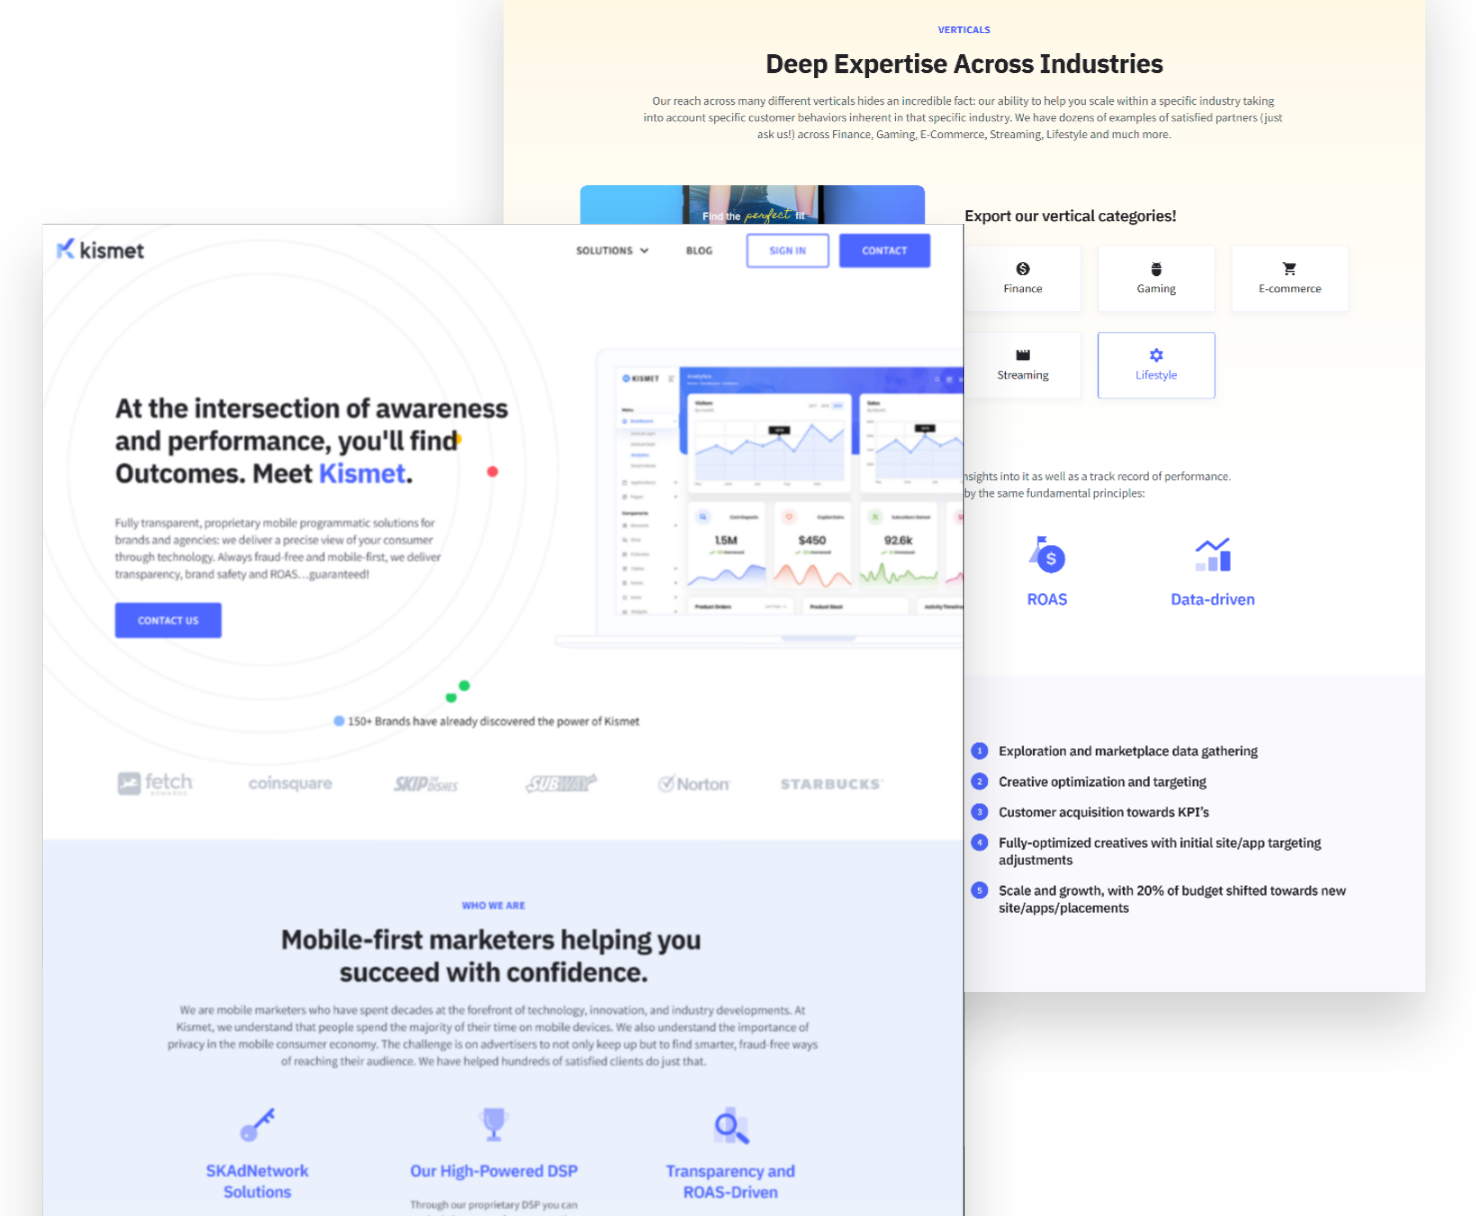 VERTICALS
Deep Expertise Across Industries
Our reach across many different verticals hides an incredible fact: our ability to help you scale within a specific industry taking
into account specific customer behaviors inherent in that specific industry. We have dozens of examples of satisfied partners (just
ask us!) across Finance, Gaming, E-Commerce, Streaming, Lifestyle and much more.
Find the perfect fit
Export our vertical categories!
Finance
Gaming
E-commerce
Streaming
Lifestyle
nsights into it as well as a track record of performance.
by the same fundamental principles:
ROAS
Data-driven
1 Exploration and marketplace data gathering
2 Creative optimization and targeting
3 Customer acquisition towards KPI's
4 Fully-optimized creatives with initial site/app targeting
adjustments
5 Scale and growth, with 20% of budget shifted towards new
site/apps/placements
kismet
SOLUTIONS
BLOG
SIGN IN
CONTACT
At the intersection of awareness
and performance, you'll find
Outcomes. Meet Kismet.
Fully transparent, proprietary mobile programmatic solutions for
brands and agencies: we deliver a precise view of your consumer
through technology. Always fraud-free and mobile-first, we deliver
transparency, brand safety and ROAS...guaranteed!
CONTACT US
KISMET
Visitors
Sales
Menu
Dashboard
Analytics
Applications
Pages
Components
1.5M
$450
92.6k
Product Orders
Product Stock
Activity Timeline
150+ Brands have already discovered the power of Kismet
fetch
REWARDS
coinsquare
SKIP THE DISHES
SUBWAY
Norton
STARBUCKS
WHO WE ARE
Mobile-first marketers helping you
succeed with confidence.
We are mobile marketers who have spent decades at the forefront of technology, innovation, and industry developments. At
Kismet, we understand that people spend the majority of their time on mobile devices. We also understand the importance of
privacy in the mobile consumer economy. The challenge is on advertisers to not only keep up but to find smarter, fraud-free ways
of reaching their audience. We have helped hundreds of satisfied clients do just that.
SKAdNetwork
Solutions
Our High-Powered DSP
Through our proprietary DSP you can
Transparency and
ROAS-Driven